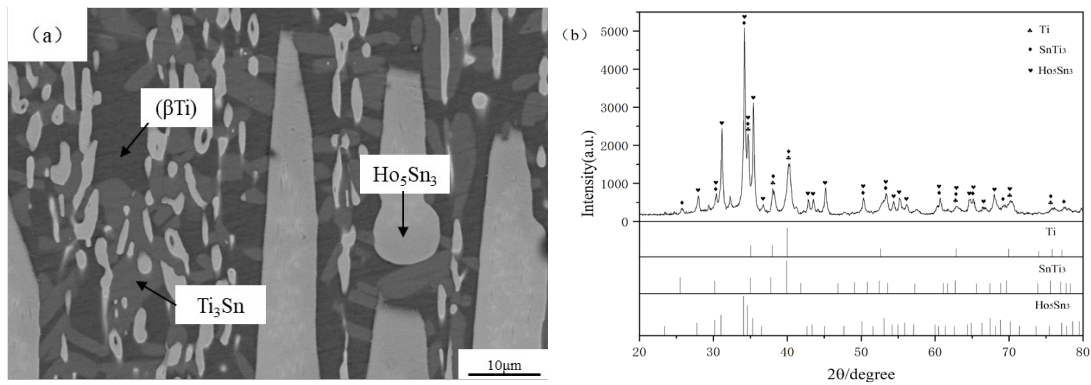 (a)
(βTi)
Ho₅Sn₃
Ti₃Sn
10μm
(b)
Intensity(a.u.)
5000
4000
3000
2000
1000
0
♣ Ti
♦ SnTi₃
♥ Ho₅Sn₃
Ti
SnTi₃
Ho₅Sn₃
20 30 40 50 60 70 80
2θ/degree